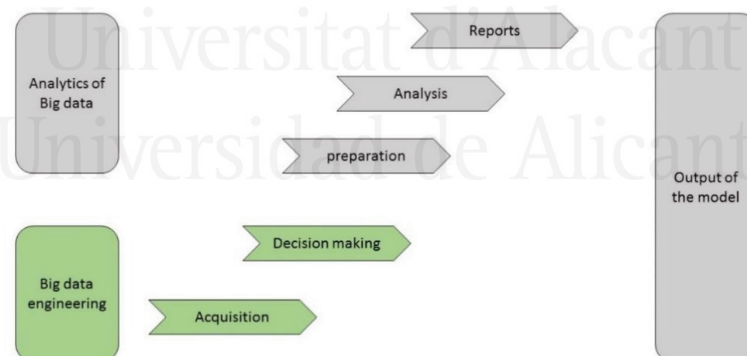 Universitat d'Alacant
Universidad de Alicante
Reports
Analytics of
Big data
Analysis
preparation
Output of
the model
Decision making
Big data
engineering
Acquisition